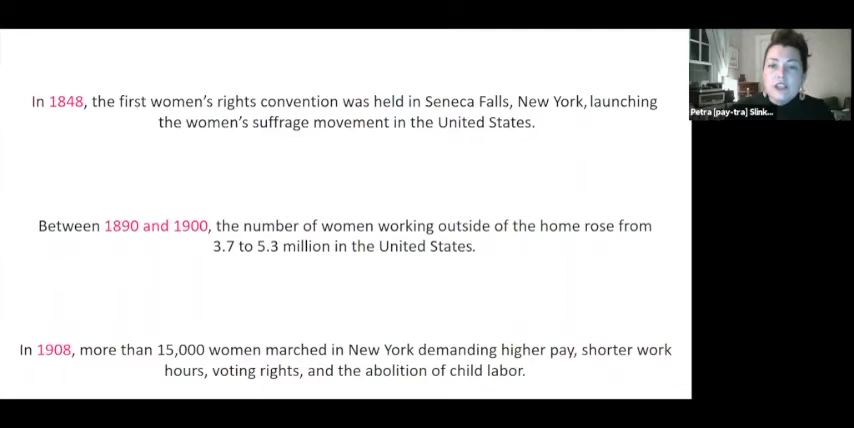 In 1848, the first women's rights convention was held in Seneca Falls, New York, launching
the women's suffrage movement in the United States.
Petra [pay-tra] Slink...
Between 1890 and 1900, the number of women working outside of the home rose from
3.7 to 5.3 million in the United States.
In 1908, more than 15,000 women marched in New York demanding higher pay, shorter work
hours, voting rights, and the abolition of child labor.